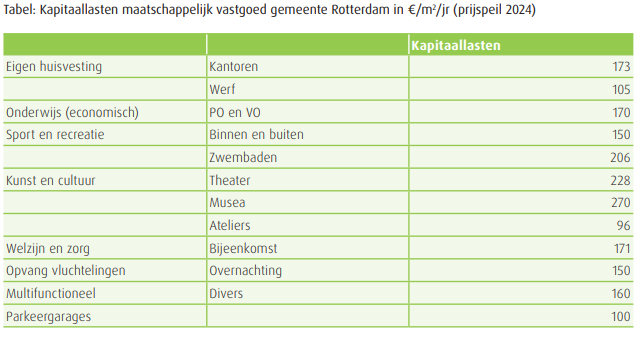 Tabel: Kapitaallasten maatschappelijk vastgoed gemeente Rotterdam in €/m²/jr (prijspeil 2024)
Kapitaallasten
Eigen huisvesting Kantoren 173
Werf 105
Onderwijs (economisch) PO en VO 170
Sport en recreatie Binnen en buiten 150
Zwembaden 206
Kunst en cultuur Theater 228
Musea 270
Ateliers 96
Welzijn en zorg Bijeenkomst 171
Opvang vluchtelingen Overnachting 150
Multifunctioneel Divers 160
Parkeergarages 100